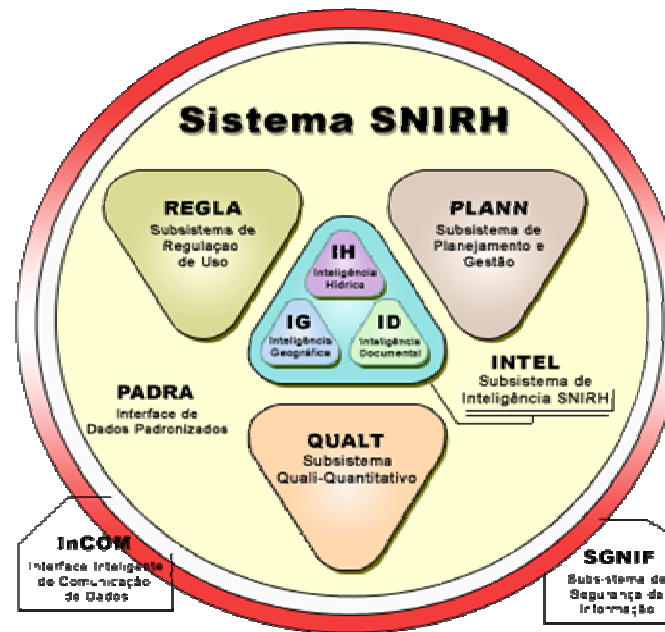 Sistema SNIRH
REGLA
Subsistema de
Regulaçao
de Uso
PLANN
Subsistema de
Planejamento e
Gestão
IH
Inteligência
Hídrica
IG
Inteligência
Geográfica
ID
Inteligência
Documental
INTEL
Subsistema de
Inteligência SNIRH
PADRA
Interface de
Dados Padronizados
QUALT
Subsistema
Quali-Quantitativo
InCOM
Interface Inteligente
de Comunicação
de Dados
SGNIF
Subsistema de
Segurança da
Informação